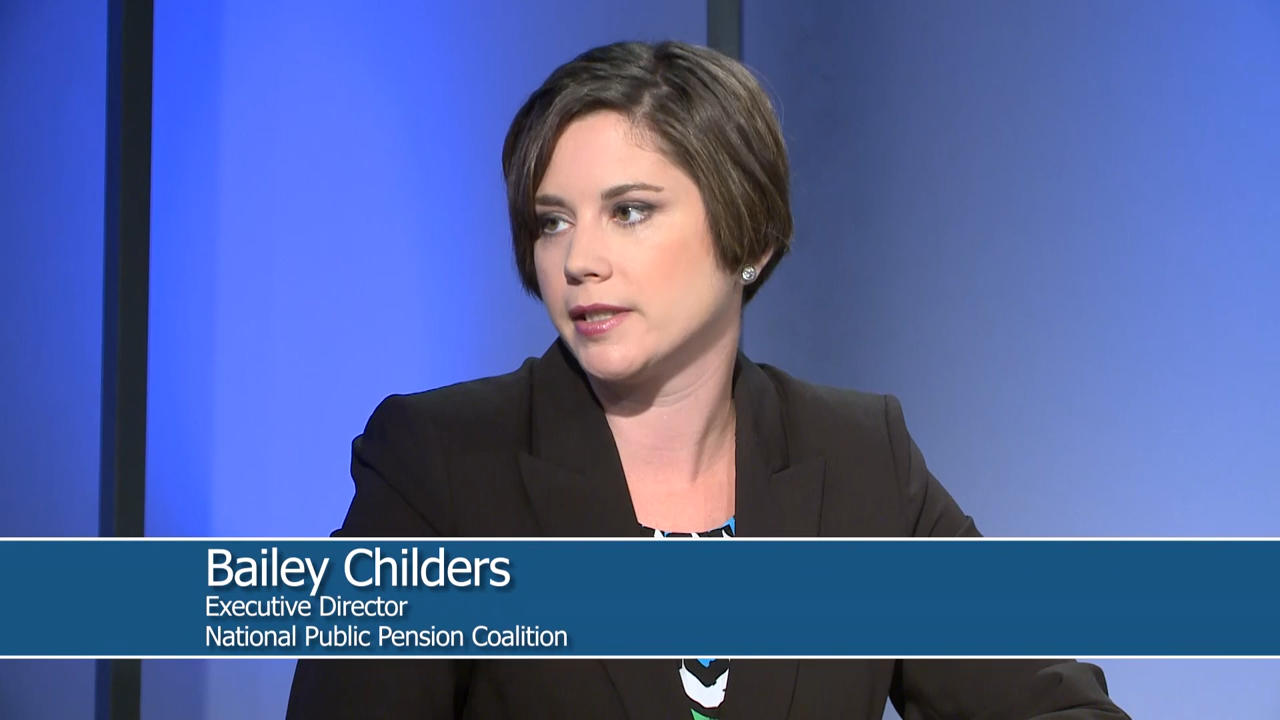 Bailey Childers
Executive Director
National Public Pension Coalition